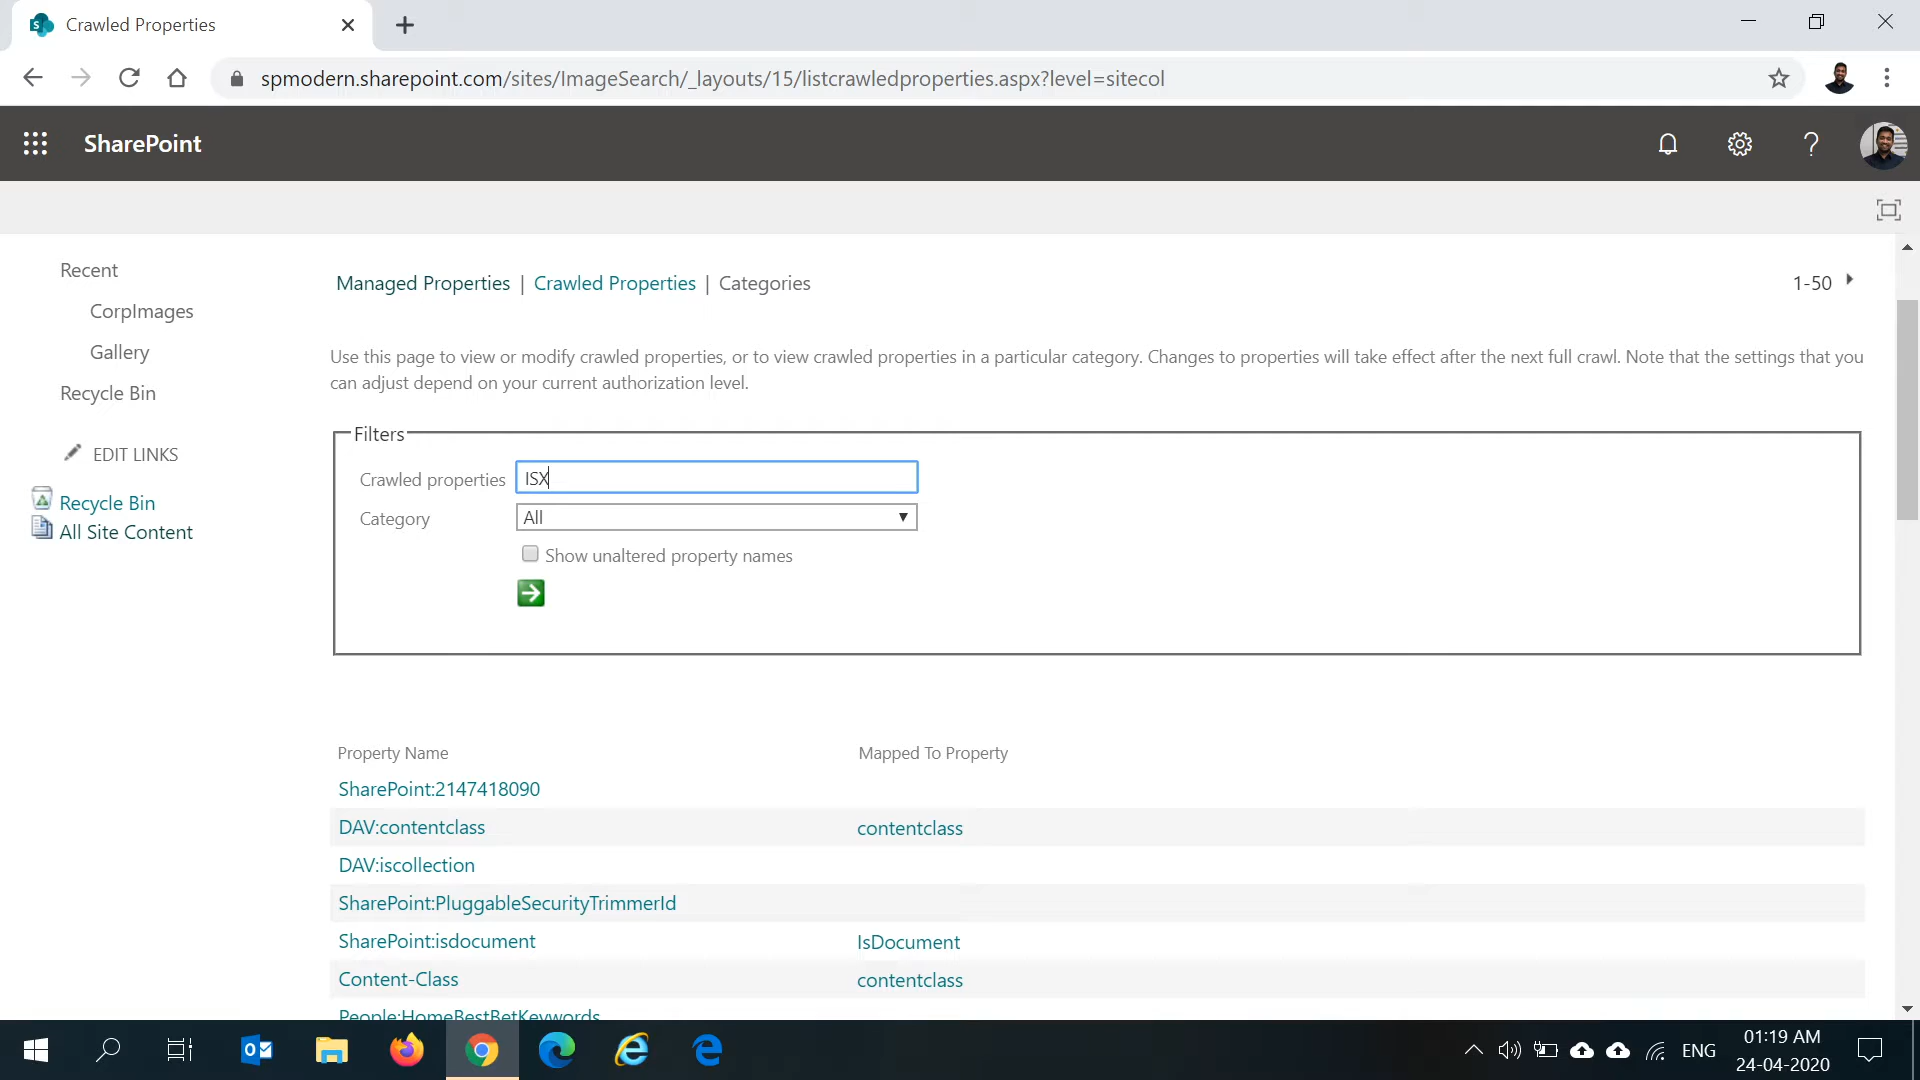 Crawled Properties
spmodern.sharepoint.com/sites/ImageSearch/_layouts/15/listcrawledproperties.aspx?level=sitecol
SharePoint
Recent
CorpImages
Gallery
Recycle Bin
EDIT LINKS
Recycle Bin
All Site Content
Managed Properties | Crawled Properties | Categories
1-50
Use this page to view or modify crawled properties, or to view crawled properties in a particular category. Changes to properties will take effect after the next full crawl. Note that the settings that you
can adjust depend on your current authorization level.
Filters
Crawled properties ISX
Category All
Show unaltered property names
Property Name Mapped To Property
SharePoint:2147418090
DAV:contentclass contentclass
DAV:iscollection
SharePoint:PluggableSecurityTrimmerId
SharePoint:isdocument IsDocument
Content-Class contentclass
People:HomeBestBetKeywords
ENG
01:19 AM
24-04-2020